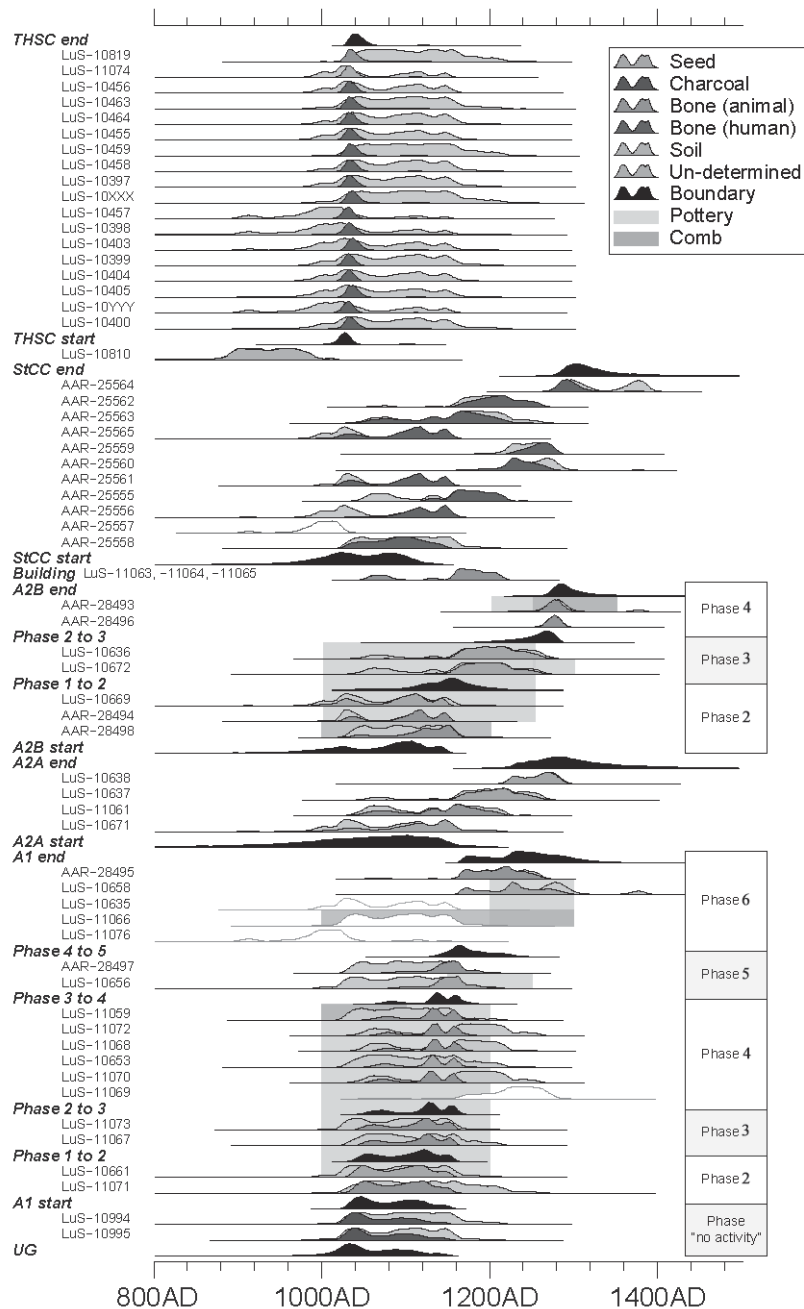 THSC end
LuS-10819
LuS-11074
LuS-10456
LuS-10463
LuS-10464
LuS-10455
LuS-10459
LuS-10458
LuS-10397
LuS-10XXX
LuS-10457
LuS-10398
LuS-10403
LuS-10399
LuS-10404
LuS-10405
LuS-10YYY
LuS-10400
THSC start
LuS-10810
StCC end
AAR-25564
AAR-25562
AAR-25563
AAR-25565
AAR-25559
AAR-25560
AAR-25561
AAR-25555
AAR-25556
AAR-25557
AAR-25558
StCC start
Building LuS-11063, -11064, -11065
A2B end
AAR-28493
AAR-28496
Phase 2 to 3
LuS-10636
LuS-10672
Phase 1 to 2
LuS-10669
AAR-28494
AAR-28498
A2B start
A2A end
LuS-10638
LuS-10637
LuS-11061
LuS-10671
A2A start
A1 end
AAR-28495
LuS-10658
LuS-10635
LuS-11066
LuS-11076
Phase 4 to 5
AAR-28497
LuS-10656
Phase 3 to 4
LuS-11059
LuS-11072
LuS-11068
LuS-10653
LuS-11070
LuS-11069
Phase 2 to 3
LuS-11073
LuS-11067
Phase 1 to 2
LuS-10661
LuS-11071
A1 start
LuS-10994
LuS-10995
UG
Seed
Charcoal
Bone (animal)
Bone (human)
Soil
Un-determined
Boundary
Pottery
Comb
Phase 4
Phase 3
Phase 2
Phase 6
Phase 5
Phase 4
Phase 3
Phase 2
Phase
"no activity"
800AD 1000AD 1200AD 1400AD